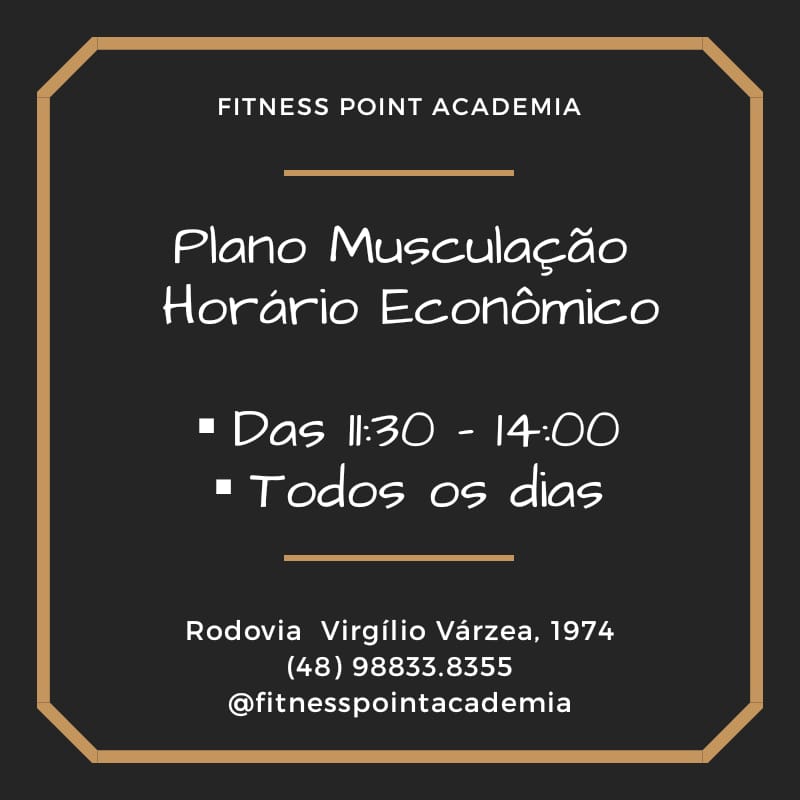 FITNESS POINT ACADEMIA
Plano Musculação
Horário Econômico
▪ Das 11:30 - 14:00
▪ Todos os dias
Rodovia Virgílio Várzea, 1974
(48) 98833.8355
@fitnesspointacademia